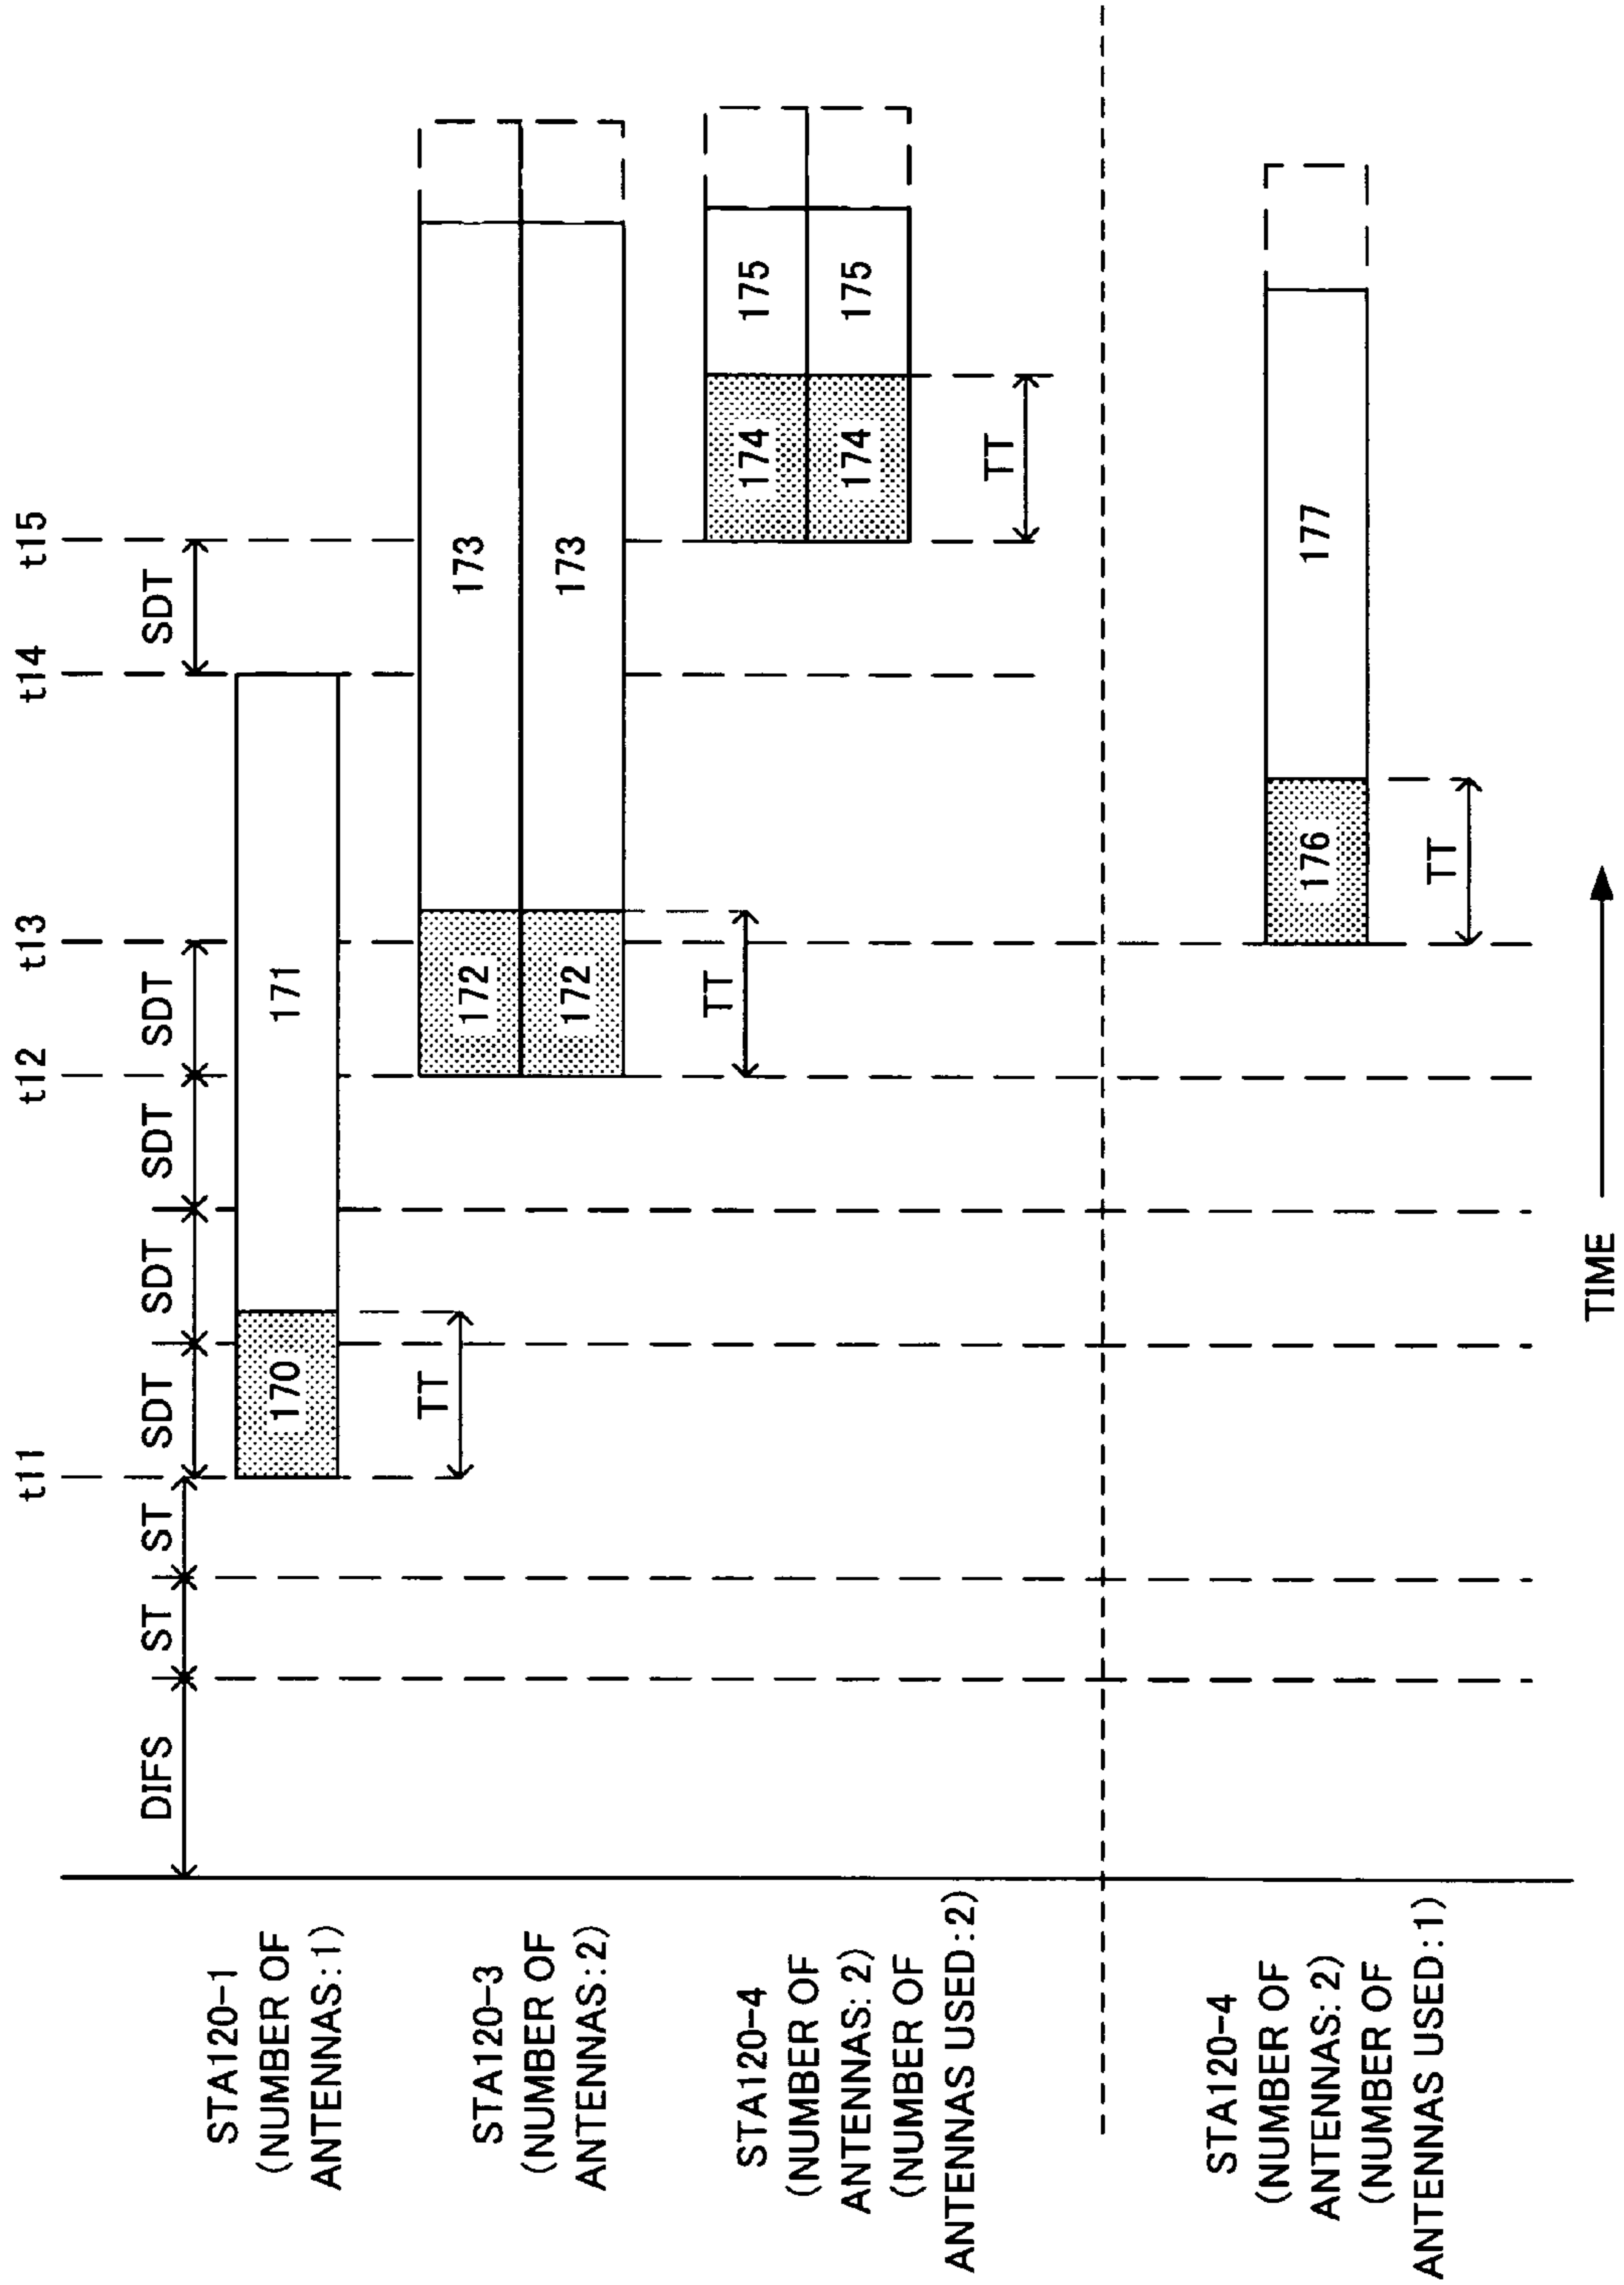 t11
t12
t13
t14
t15
DIFS
ST
ST
SDT
SDT
SDT
SDT
SDT
STA120-1
(NUMBER OF
ANTENNAS:1)
170
171
TT
STA120-3
(NUMBER OF
ANTENNAS:2)
172
173
172
173
TT
STA120-4
(NUMBER OF
ANTENNAS: 2)
(NUMBER OF
ANTENNAS USED:2)
174
175
174
175
TT
STA120-4
(NUMBER OF
ANTENNAS: 2)
(NUMBER OF
ANTENNAS USED:1)
176
177
TT
TIME